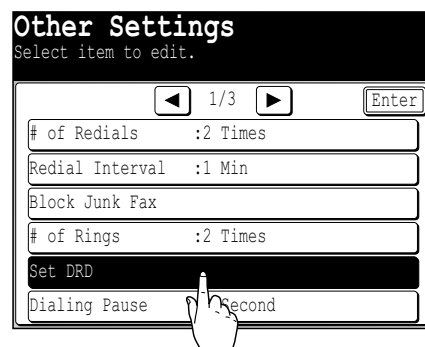 Other Settings
Select item to edit.
1/3 Enter
# of Redials :2 Times
Redial Interval :1 Min
Block Junk Fax
# of Rings :2 Times
Set DRD
Dialing Pause Second